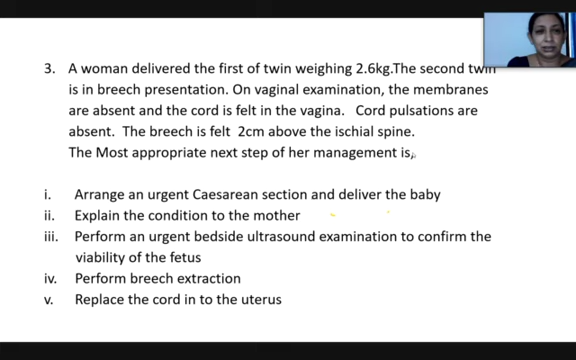 3. A woman delivered the first of twin weighing 2.6kg.The second twin
is in breech presentation. On vaginal examination, the membranes
are absent and the cord is felt in the vagina. Cord pulsations are
absent. The breech is felt 2cm above the ischial spine.
The Most appropriate next step of her management is,
i. Arrange an urgent Caesarean section and deliver the baby
ii. Explain the condition to the mother
iii. Perform an urgent bedside ultrasound examination to confirm the
viability of the fetus
iv. Perform breech extraction
v. Replace the cord in to the uterus